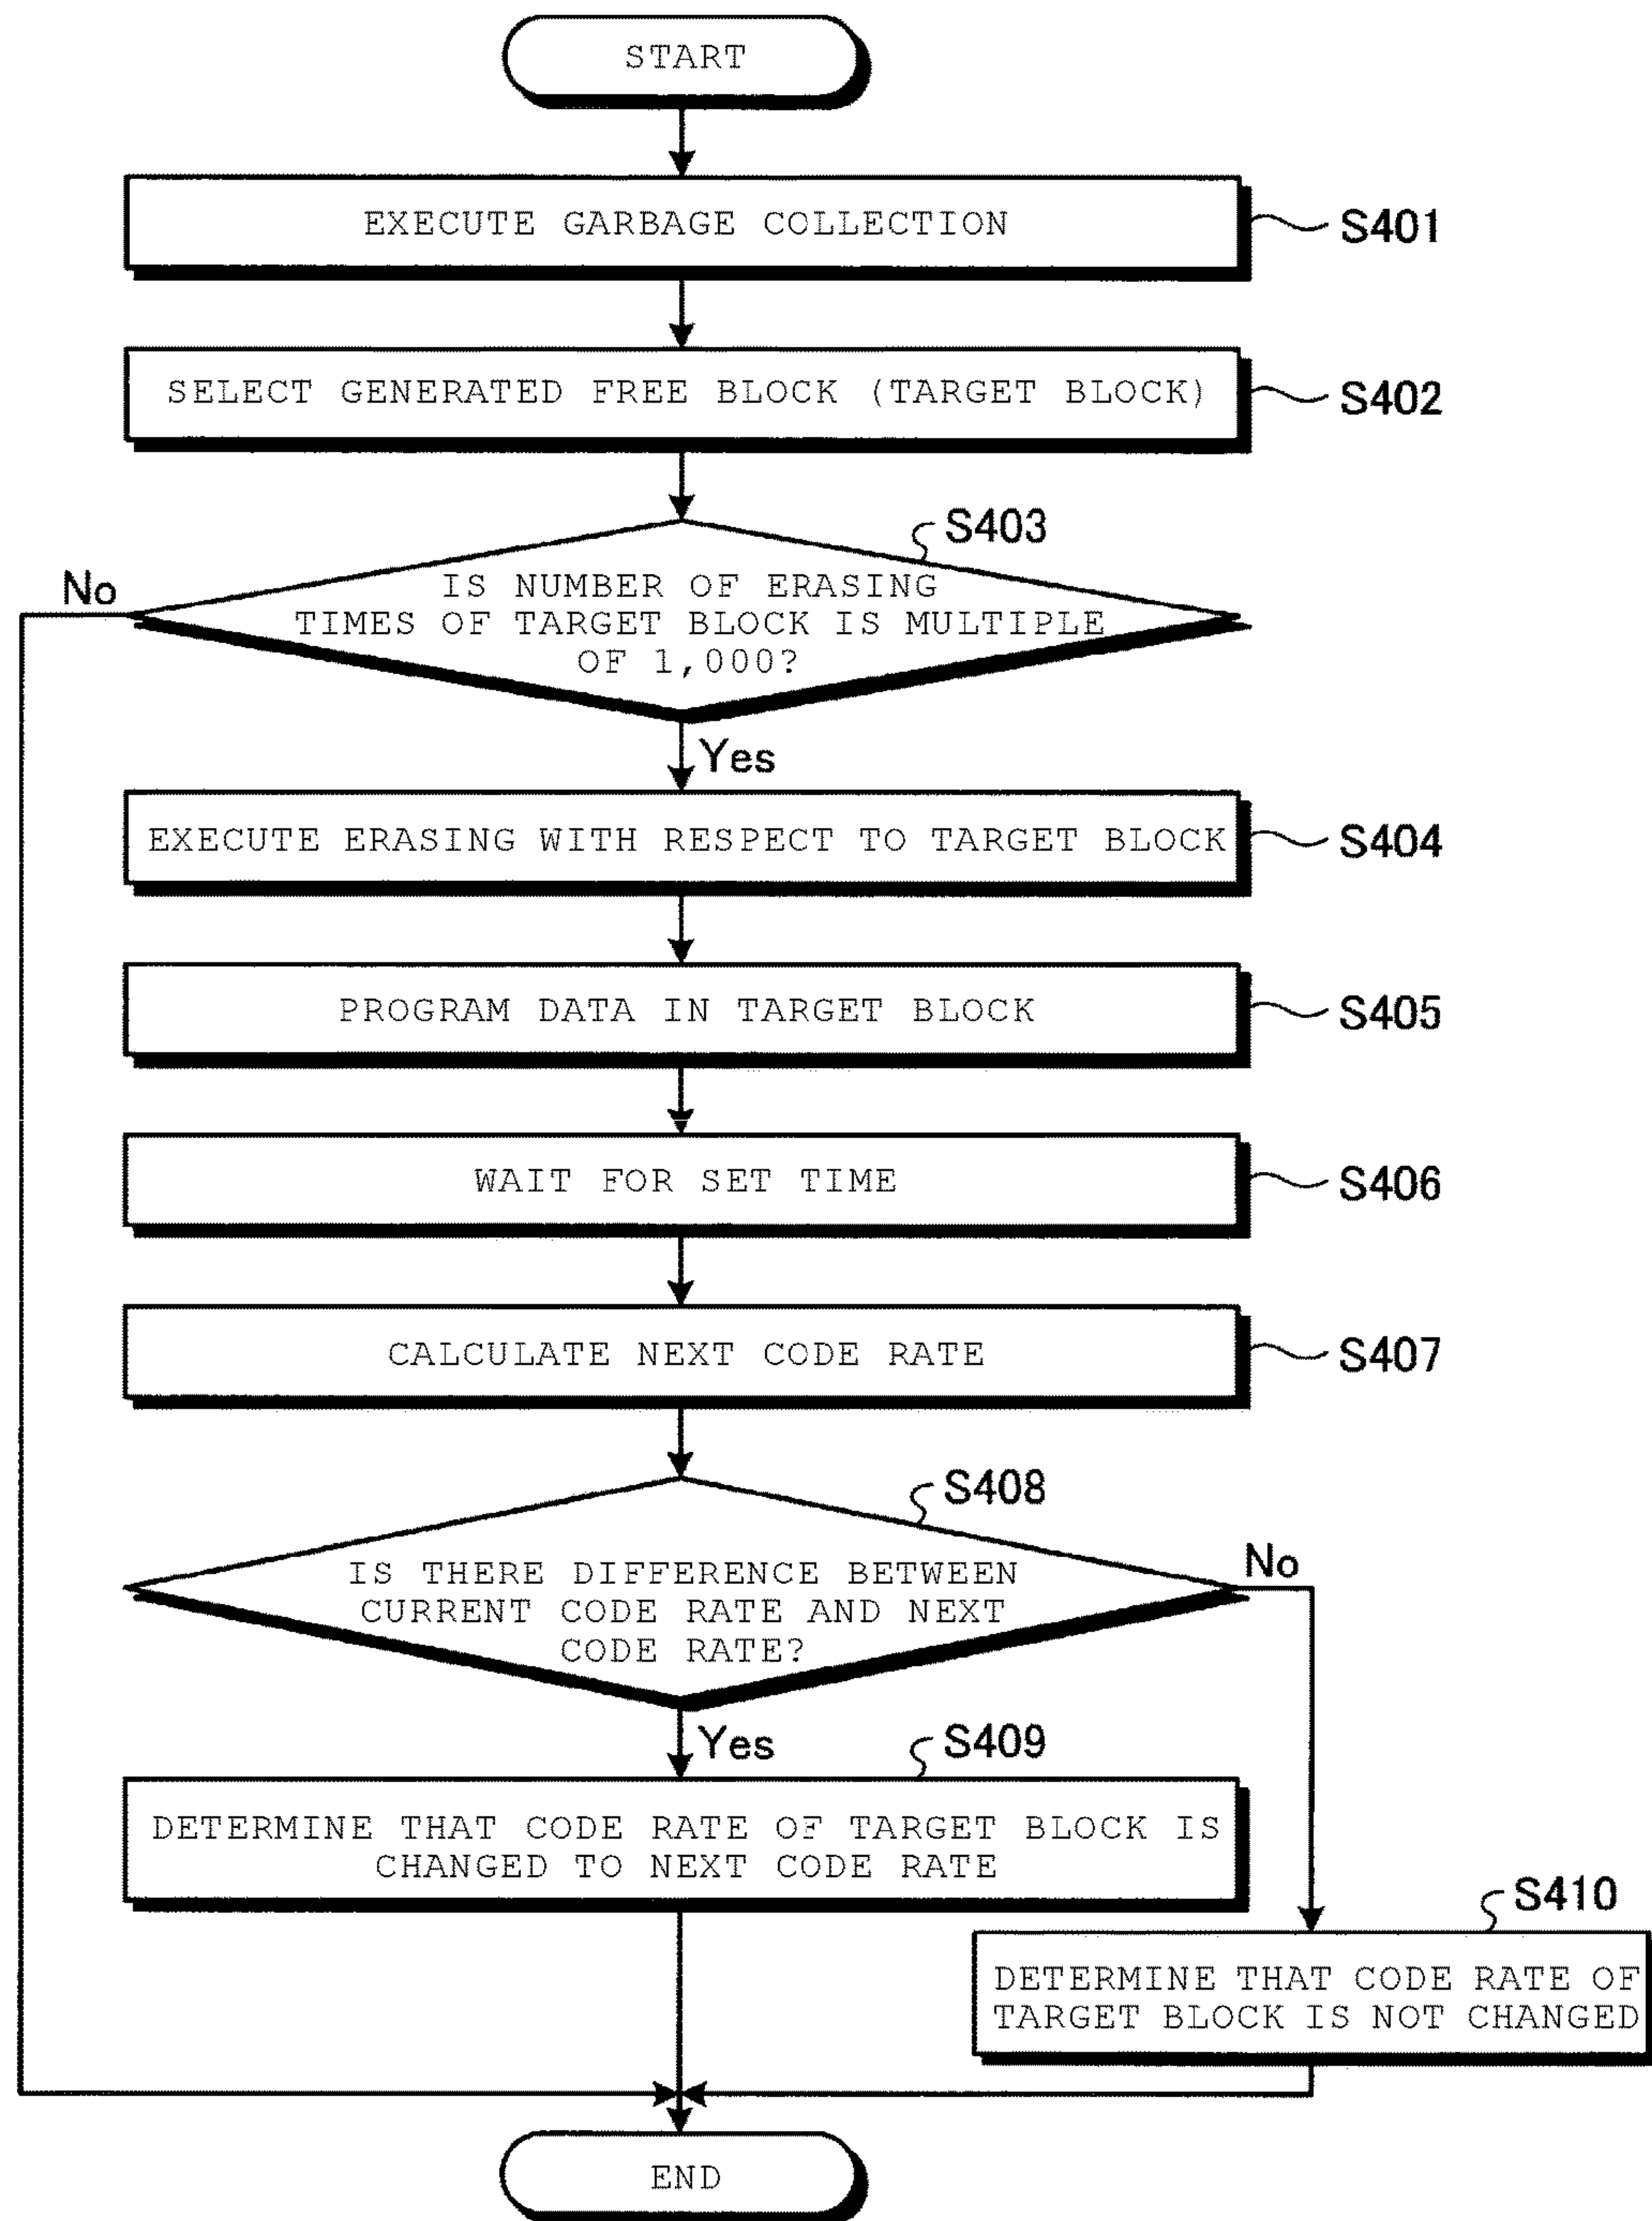 START
EXECUTE GARBAGE COLLECTION
S401
SELECT GENERATED FREE BLOCK (TARGET BLOCK)
S402
S403
No
IS NUMBER OF ERASING
TIMES OF TARGET BLOCK IS MULTIPLE
OF 1,000?
Yes
EXECUTE ERASING WITH RESPECT TO TARGET BLOCK
S404
PROGRAM DATA IN TARGET BLOCK
S405
WAIT FOR SET TIME
S406
CALCULATE NEXT CODE RATE
S407
S408
No
IS THERE DIFFERENCE BETWEEN
CURRENT CODE RATE AND NEXT
CODE RATE?
Yes
S409
DETERMINE THAT CODE RATE OF TARGET BLOCK IS
CHANGED TO NEXT CODE RATE
S410
DETERMINE THAT CODE RATE OF
TARGET BLOCK IS NOT CHANGED
END